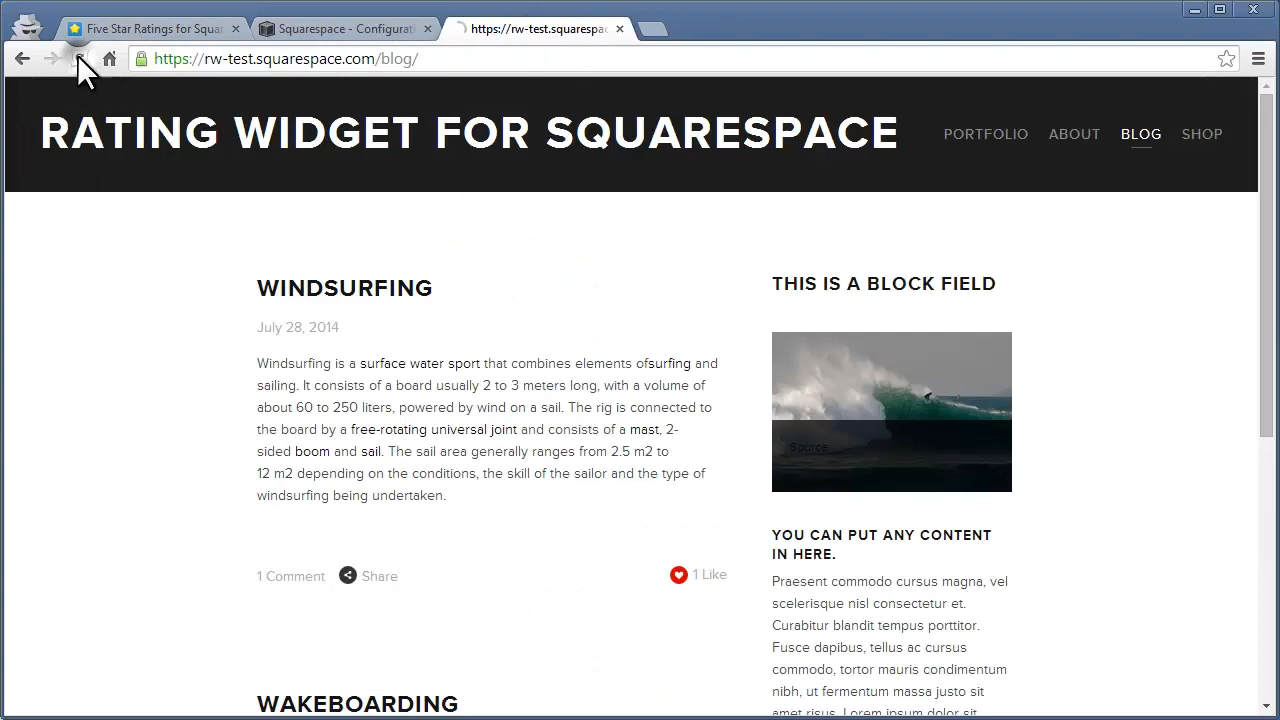 Five Star Ratings for Squar
Squarespace - Configurati
https://rw-test.squarespac
https://rw-test.squarespace.com/blog/
RATING WIDGET FOR SQUARESPACE
PORTFOLIO ABOUT BLOG SHOP
WINDSURFING
July 28, 2014
Windsurfing is a surface water sport that combines elements ofsurfing and
sailing. It consists of a board usually 2 to 3 meters long, with a volume of
about 60 to 250 liters, powered by wind on a sail. The rig is connected to
the board by a free-rotating universal joint and consists of a mast, 2-
sided boom and sail. The sail area generally ranges from 2.5 m2 to
12 m2 depending on the conditions, the skill of the sailor and the type of
windsurfing being undertaken.
1 Comment Share 1 Like
WAKEBOARDING
THIS IS A BLOCK FIELD
Source
YOU CAN PUT ANY CONTENT
IN HERE.
Praesent commodo cursus magna, vel
scelerisque nisl consectetur et.
Curabitur blandit tempus porttitor.
Fusce dapibus, tellus ac cursus
commodo, tortor mauris condimentum
nibh, ut fermentum massa justo sit
amet risus. Lorem ipsum dolor sit